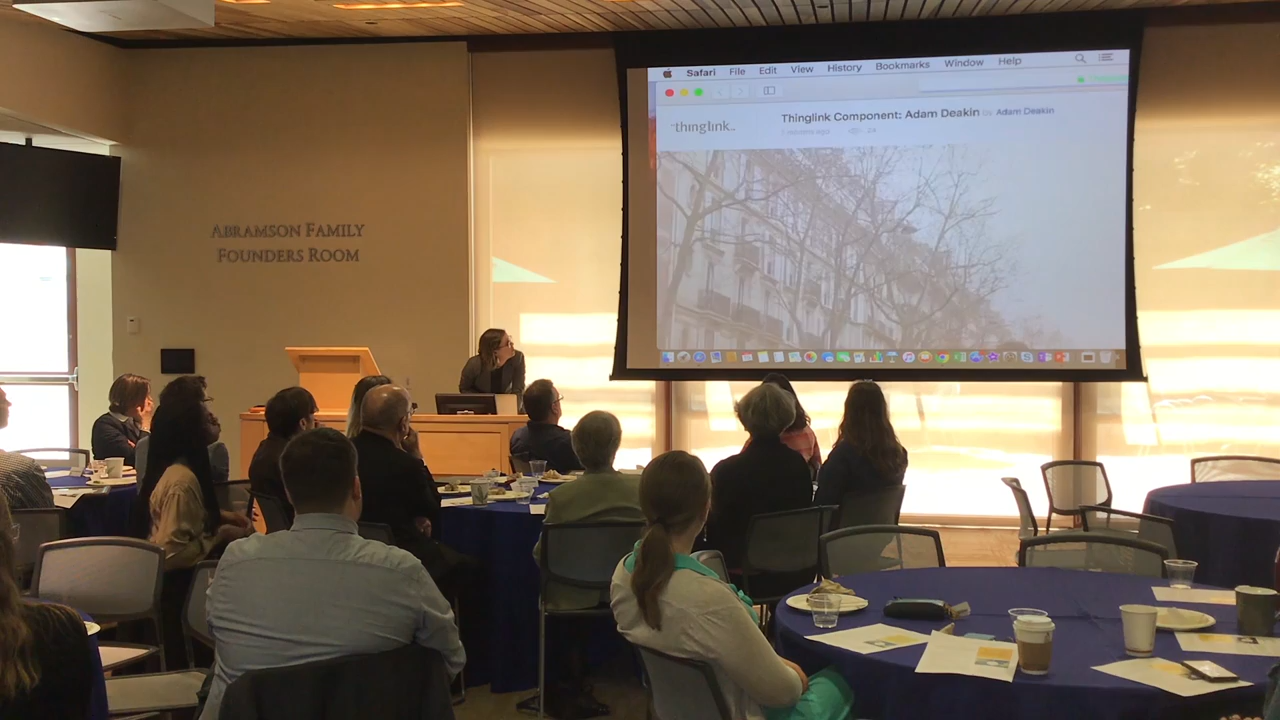 Safari File Edit View History Bookmarks Window Help
Thinglink Component: Adam Deakin by Adam Deakin
"thinglink..
24
ABRAMSON FAMILY
FOUNDERS ROOM